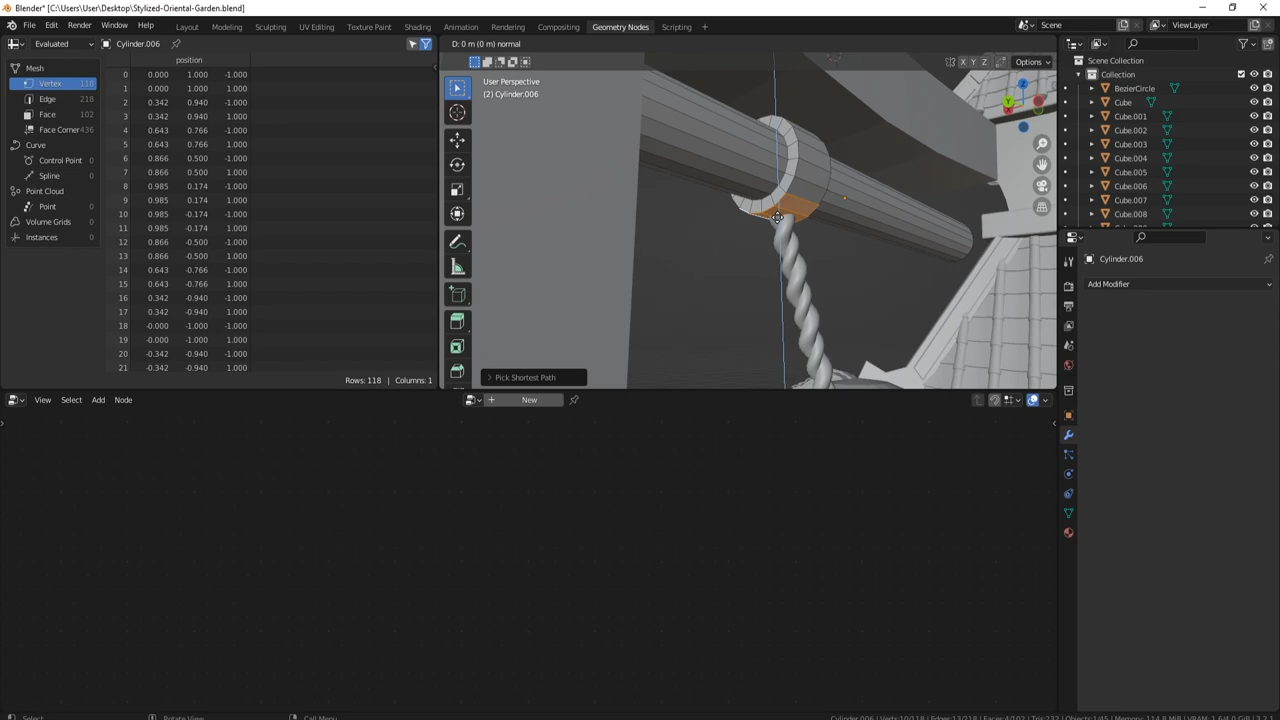 Blender* [C:\Users\User\Desktop\Stylized-Oriental-Garden.blend]
File Edit Render Window Help Layout Modeling Sculpting UV Editing Texture Paint Shading Animation Rendering Compositing Geometry Nodes Scripting + Scene ViewLayer
Evaluated Cylinder.006 D: 0 m (0 m) normal
X Y Z Options
Scene Collection
Collection
BezierCircle
Cube
Cube.001
Cube.002
Cube.003
Cube.004
Cube.005
Cube.006
Cube.007
Cube.008
Mesh
Vertex 118
Edge 218
Face 102
Face Corner 436
Curve
Control Point 0
Spline 0
Point Cloud
Point 0
Volume Grids 0
Instances 0
position
0 0.000 1.000 -1.000
1 0.000 1.000 1.000
2 0.342 0.940 -1.000
3 0.342 0.940 1.000
4 0.643 0.766 -1.000
5 0.643 0.766 1.000
6 0.866 0.500 -1.000
7 0.866 0.500 1.000
8 0.985 0.174 -1.000
9 0.985 0.174 1.000
10 0.985 -0.174 -1.000
11 0.985 -0.174 1.000
12 0.866 -0.500 -1.000
13 0.866 -0.500 1.000
14 0.643 -0.766 -1.000
15 0.643 -0.766 1.000
16 0.342 -0.940 -1.000
17 0.342 -0.940 1.000
18 -0.000 -1.000 -1.000
19 -0.000 -1.000 1.000
20 -0.342 -0.940 -1.000
21 -0.342 -0.940 1.000
Rows: 118 | Columns: 1
User Perspective
(2) Cylinder.006
Pick Shortest Path
Cylinder.006
Add Modifier
View Select Add Node
+ New
Select Rotate View Call Menu